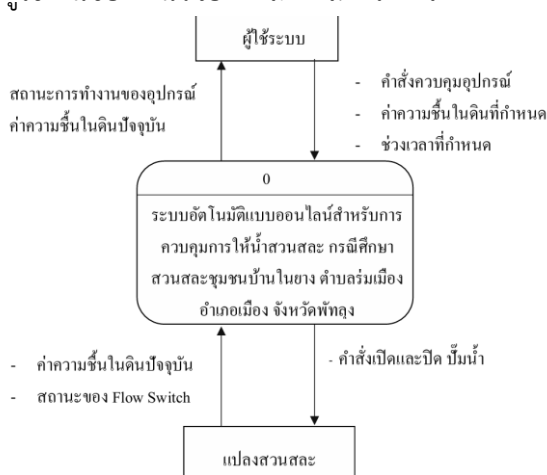 ผู้ใช้ระบบ
สถานะการทำงานของอุปกรณ์
ค่าความชื้นในดินปัจจุบัน
- คำสั่งควบคุมอุปกรณ์
- ค่าความชื้นในดินที่กำหนด
- ช่วงเวลาที่กำหนด
0
ระบบอัตโนมัติแบบออนไลน์สำหรับการ
ควบคุมการให้น้ำสวนสละ กรณีศึกษา
สวนสละชุมชนบ้านในยาง ตำบลร่มเมือง
อำเภอเมือง จังหวัดพัทลุง
- ค่าความชื้นในดินปัจจุบัน
- สถานะของ Flow Switch
- คำสั่งเปิดและปิด ปั๊มน้ำ
แปลงสวนสละ